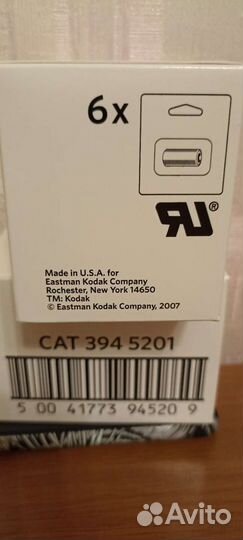 6x
RU®
Made in U.S.A. for
Eastman Kodak Company
Rochester, New York 14650
TM: Kodak
© Eastman Kodak Company, 2007
CAT 394 5201
5 00 41773 94520 9
Avito